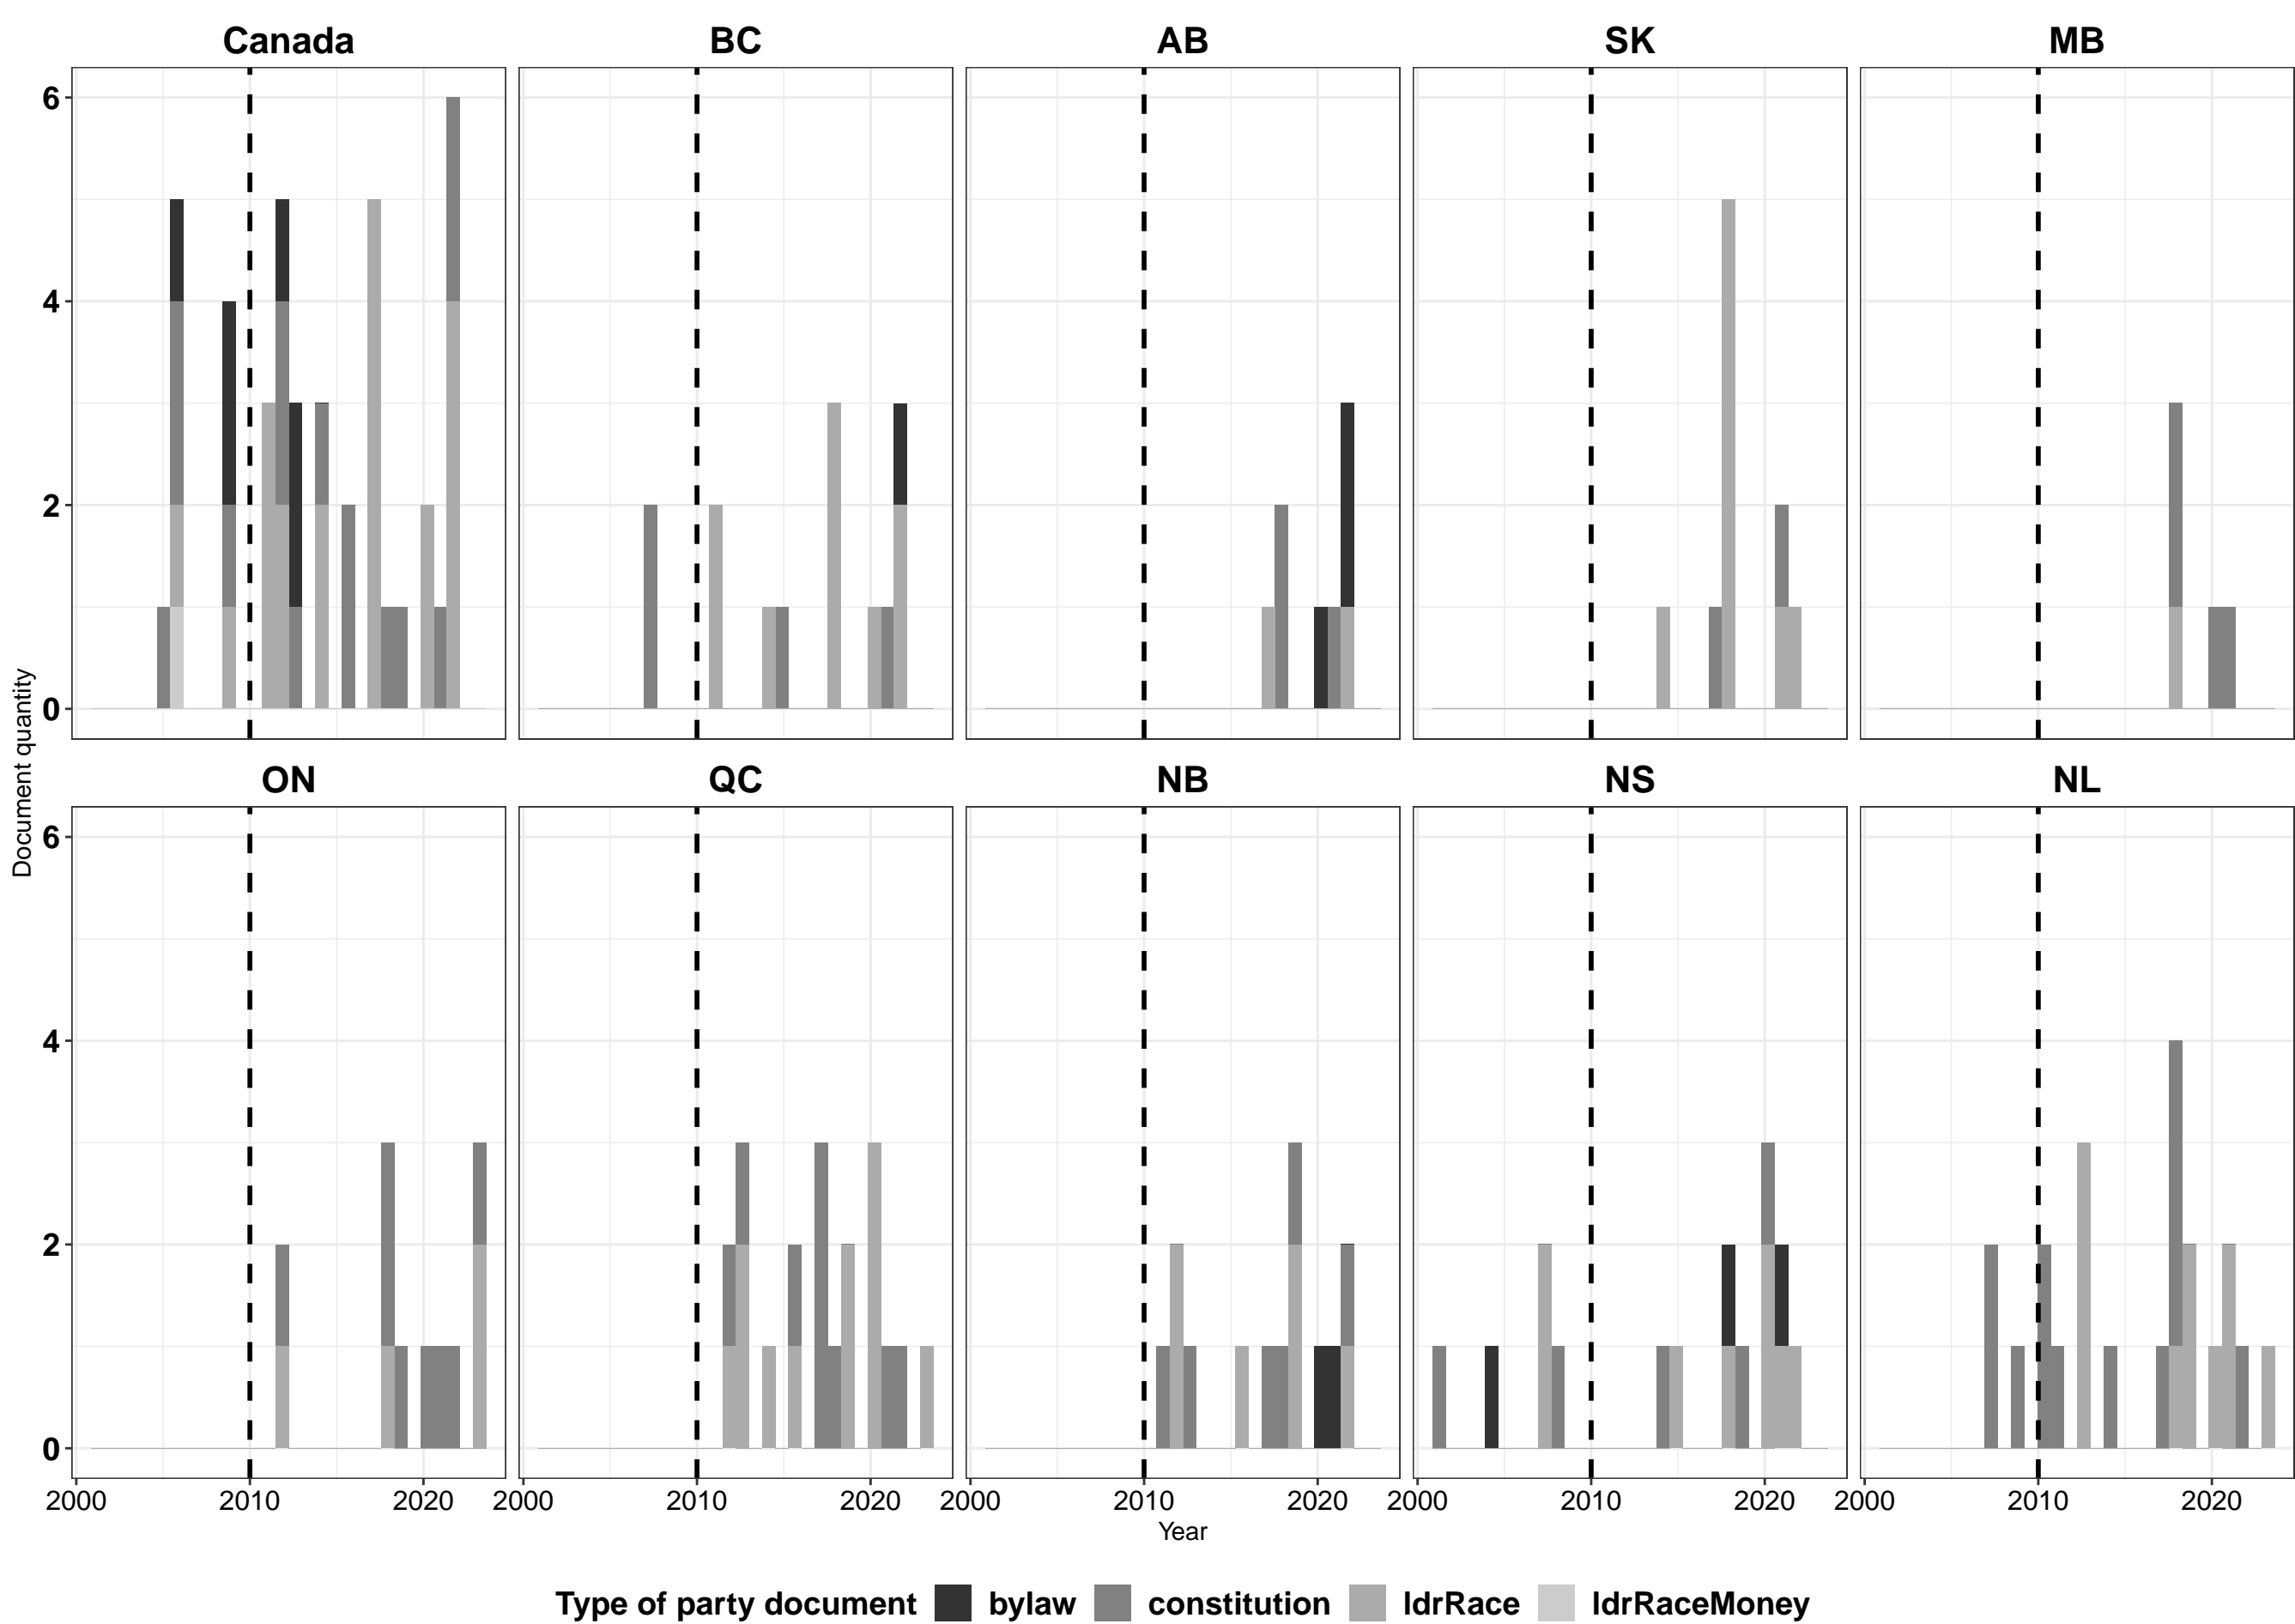 Canada BC AB SK MB
6
4
2
0
Document quantity
ON QC NB NS NL
6
4
2
0
2000 2010 2020 2000 2010 2020 2000 2010 2020 2000 2010 2020 2000 2010 2020
Year
Type of party document bylaw constitution ldrRace ldrRaceMoney